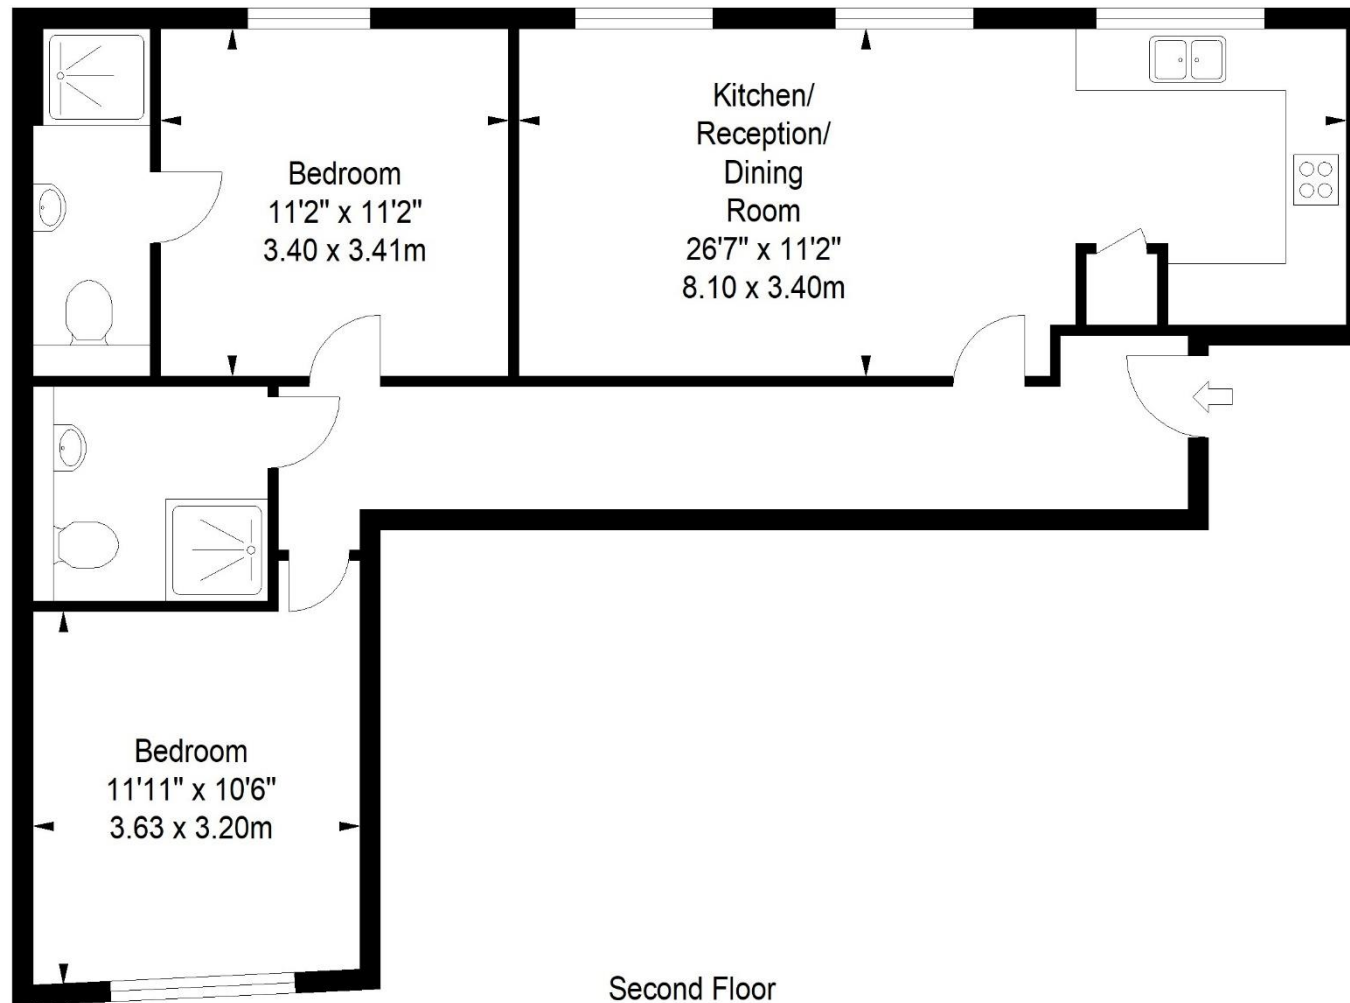 Kitchen/
Reception/
Dining
Room
26'7" x 11'2"
8.10 x 3.40m
Bedroom
11'2" x 11'2"
3.40 x 3.41m
Bedroom
11'11" x 10'6"
3.63 x 3.20m
Second Floor